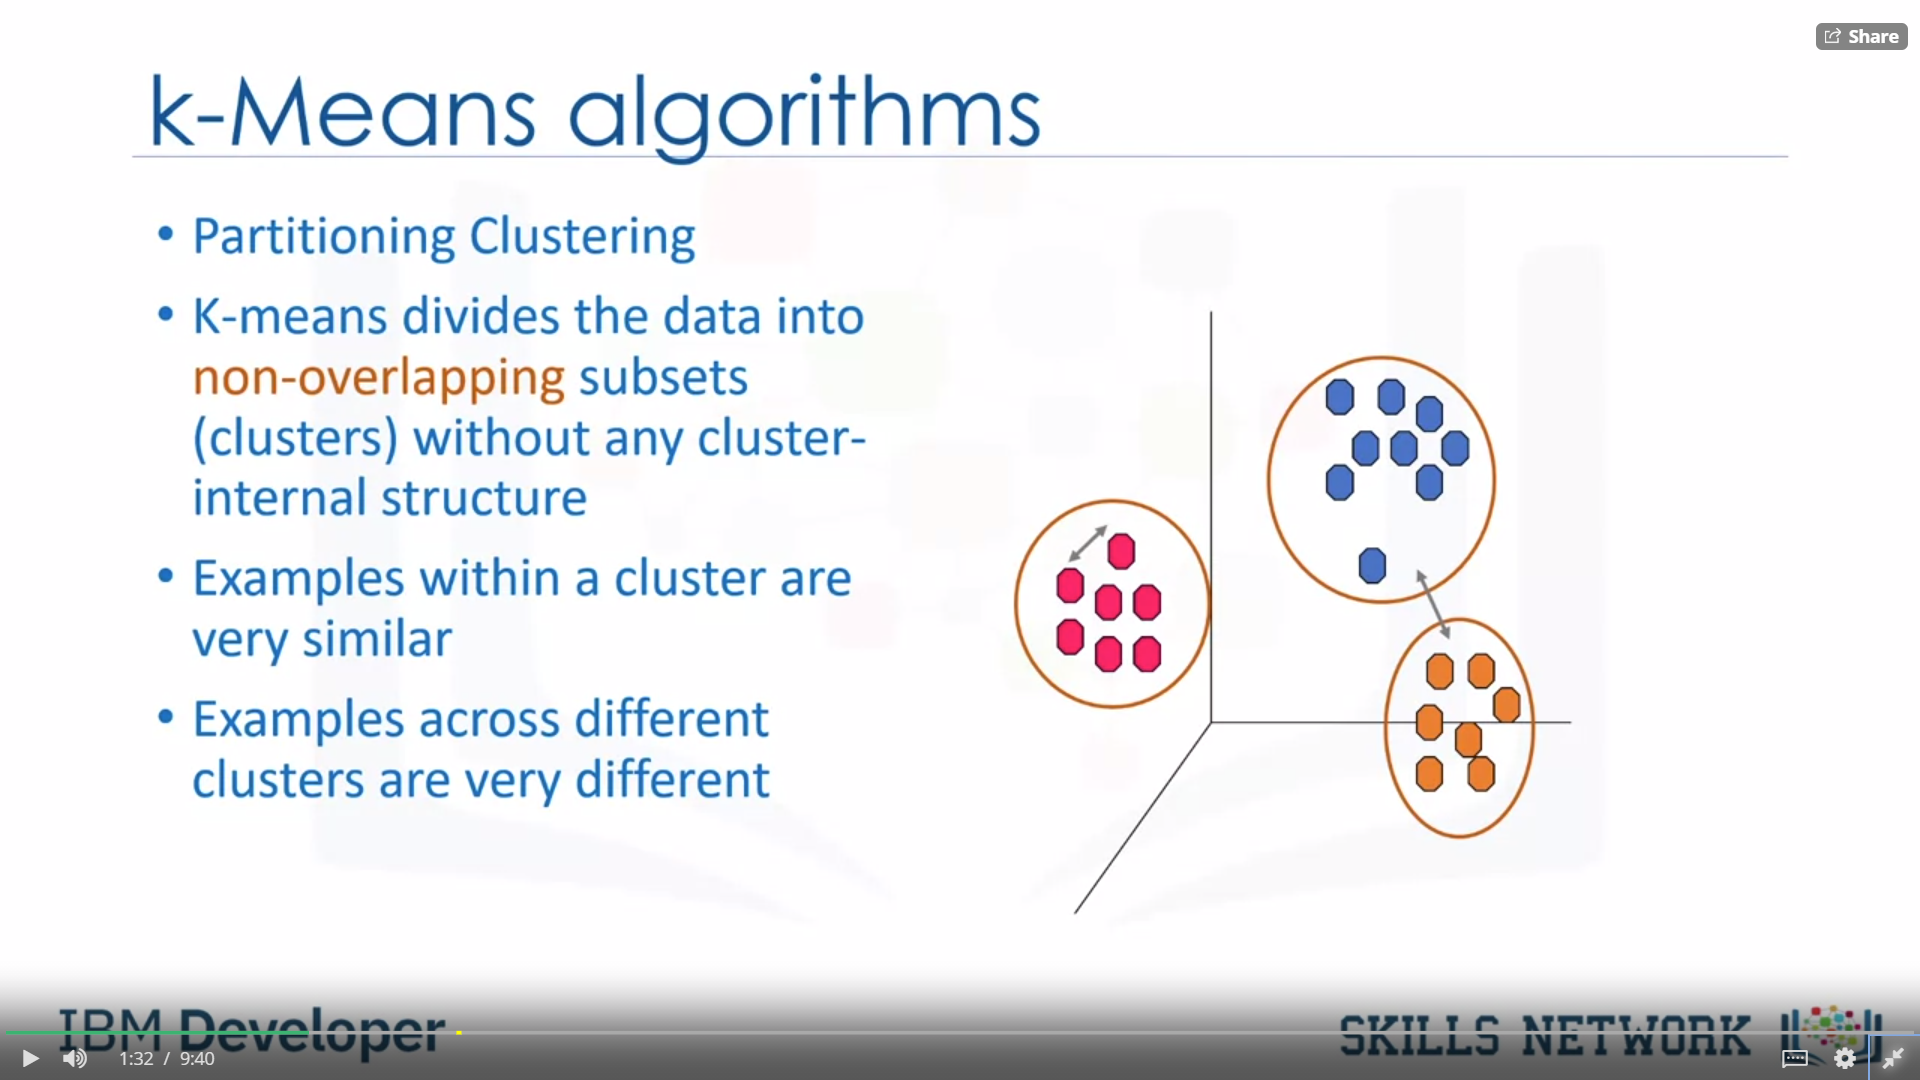 Share
k-Means algorithms
• Partitioning Clustering
• K-means divides the data into
non-overlapping subsets
(clusters) without any cluster-
internal structure
• Examples within a cluster are
very similar
• Examples across different
clusters are very different
IBM Developer
SKILLS NETWORK
1:32 / 9:40